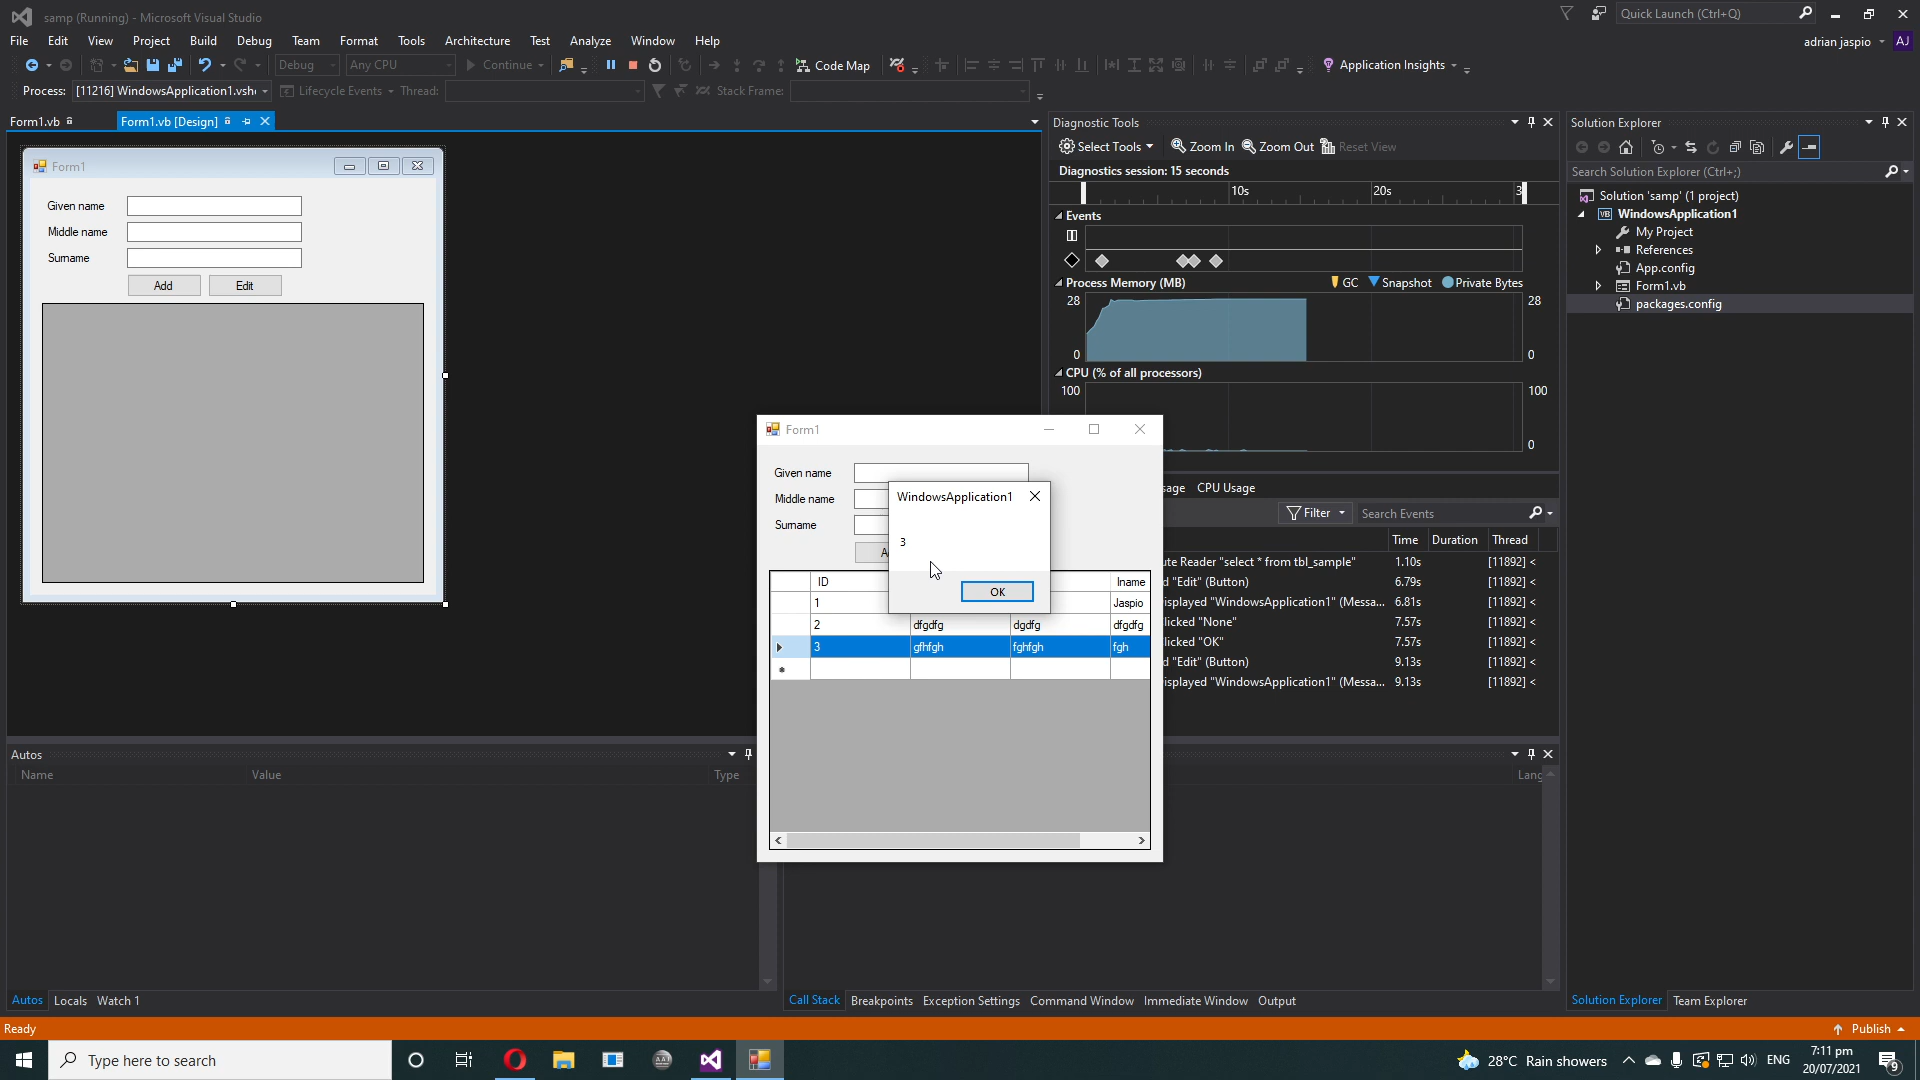 samp (Running) - Microsoft Visual Studio
Quick Launch (Ctrl+Q)
File Edit View Project Build Debug Team Format Tools Architecture Test Analyze Window Help
adrian jaspio AJ
Debug Any CPU Continue Code Map Application Insights
Process: [11216] WindowsApplication1.vsh Lifecycle Events Thread: Stack Frame:
Form1.vb Form1.vb [Design]
Form1
Given name
Middle name
Surname
Add Edit
Diagnostic Tools
Select Tools Zoom In Zoom Out Reset View
Diagnostics session: 15 seconds
10s 20s 3
Events
Process Memory (MB) GC Snapshot Private Bytes
28 28
0 0
CPU (% of all processors)
100 100
0
sage CPU Usage
Filter Search Events
Time Duration Thread
ute Reader "select * from tbl_sample" 1.10s [11892] <
d "Edit" (Button) 6.79s [11892] <
isplayed "WindowsApplication1" (Messa... 6.81s [11892] <
licked "None" 7.57s [11892] <
licked "OK" 7.57s [11892] <
d "Edit" (Button) 9.13s [11892] <
isplayed "WindowsApplication1" (Messa... 9.13s [11892] <
Solution Explorer
Search Solution Explorer (Ctrl+;)
Solution 'samp' (1 project)
VB WindowsApplication1
My Project
References
App.config
Form1.vb
packages.config
Form1
Given name
Middle name
Surname
A
WindowsApplication1
3
OK
ID lname
1 Jaspio
2 dfgdfg dgdfg dfgdfg
3 gfhfgh fghfgh fgh
Autos
Name Value Type
Lang
Autos Locals Watch 1
Call Stack Breakpoints Exception Settings Command Window Immediate Window Output
Solution Explorer Team Explorer
Ready
Publish
Type here to search
28°C Rain showers
ENG
7:11 pm
20/07/2021
9